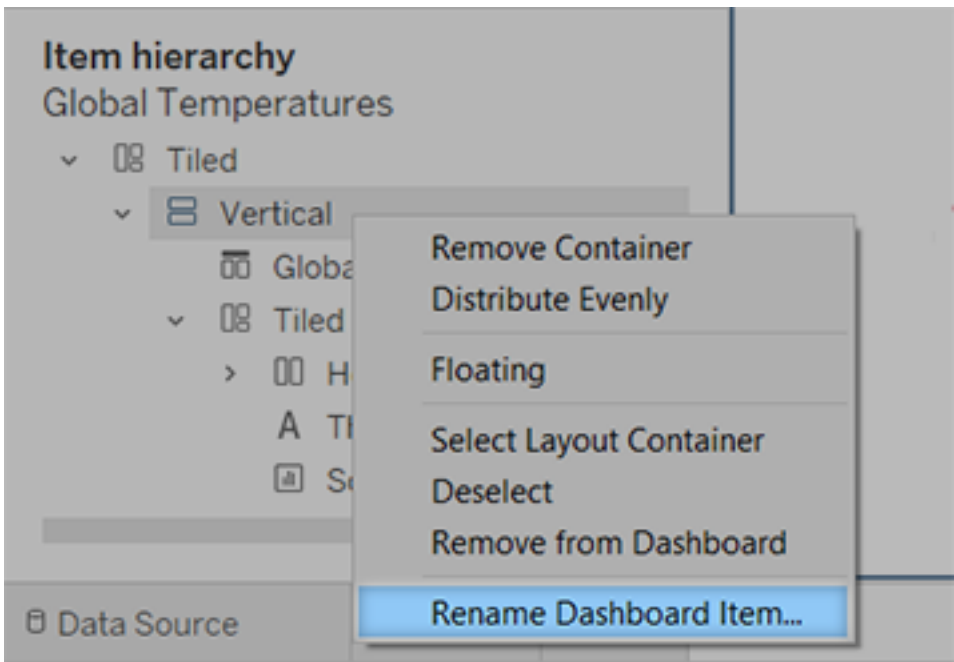 Item hierarchy
Global Temperatures
Tiled
Vertical
Tiled
A
Remove Container
Distribute Evenly
Floating
Select Layout Container
Deselect
Remove from Dashboard
Rename Dashboard Item...
Data Source